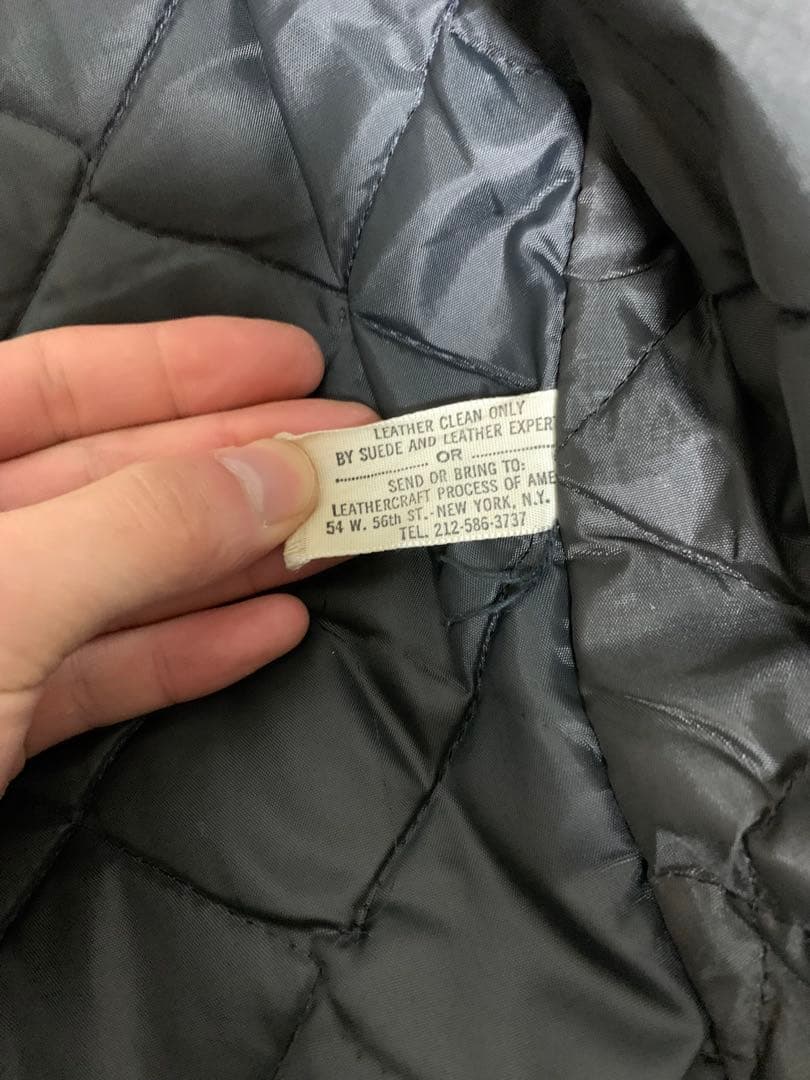 LEATHER CLEAN ONLY
BY SUEDE AND LEATHER EXPER
OR
SEND OR BRING TO:
LEATHERCRAFT PROCESS OF AME
54 W. 56th ST.-NEW YORK, N.Y.
TEL. 212-586-3737